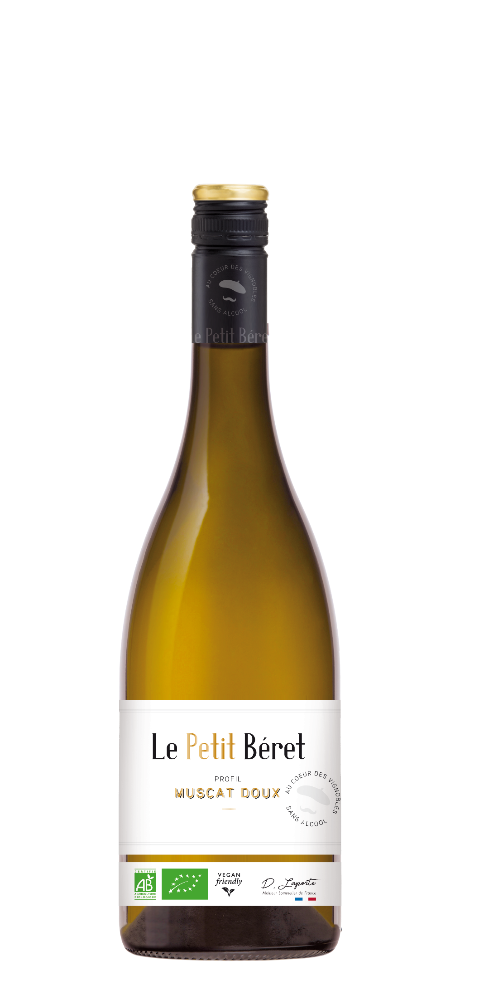 AU COEUR DES VIGNOBLES
SANS ALCOOL
e Petit Bére
Le Petit Béret
PROFIL
MUSCAT DOUX
AU COEUR DES VIGNOBLES
SANS ALCOOL
CERTIFIÉ
AB
AGRICULTURE
BIOLOGIQUE
VEGAN
friendly
D. Laporte
Meilleur Sommelier de France